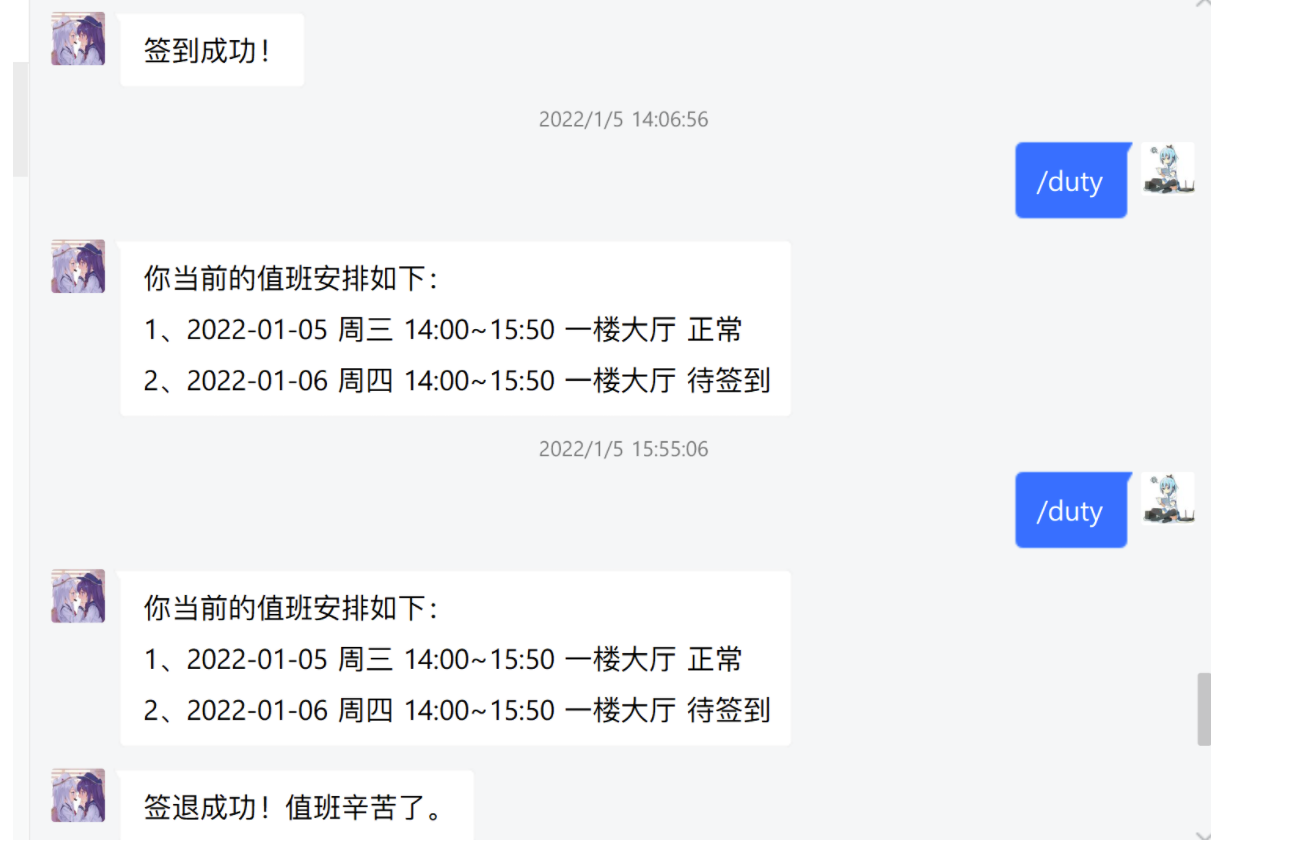 签到成功！
2022/1/5 14:06:56
/duty
你当前的值班安排如下：
1、2022-01-05 周三 14:00~15:50 一楼大厅 正常
2、2022-01-06 周四 14:00~15:50 一楼大厅 待签到
2022/1/5 15:55:06
/duty
你当前的值班安排如下：
1、2022-01-05 周三 14:00~15:50 一楼大厅 正常
2、2022-01-06 周四 14:00~15:50 一楼大厅 待签到
签退成功！值班辛苦了。